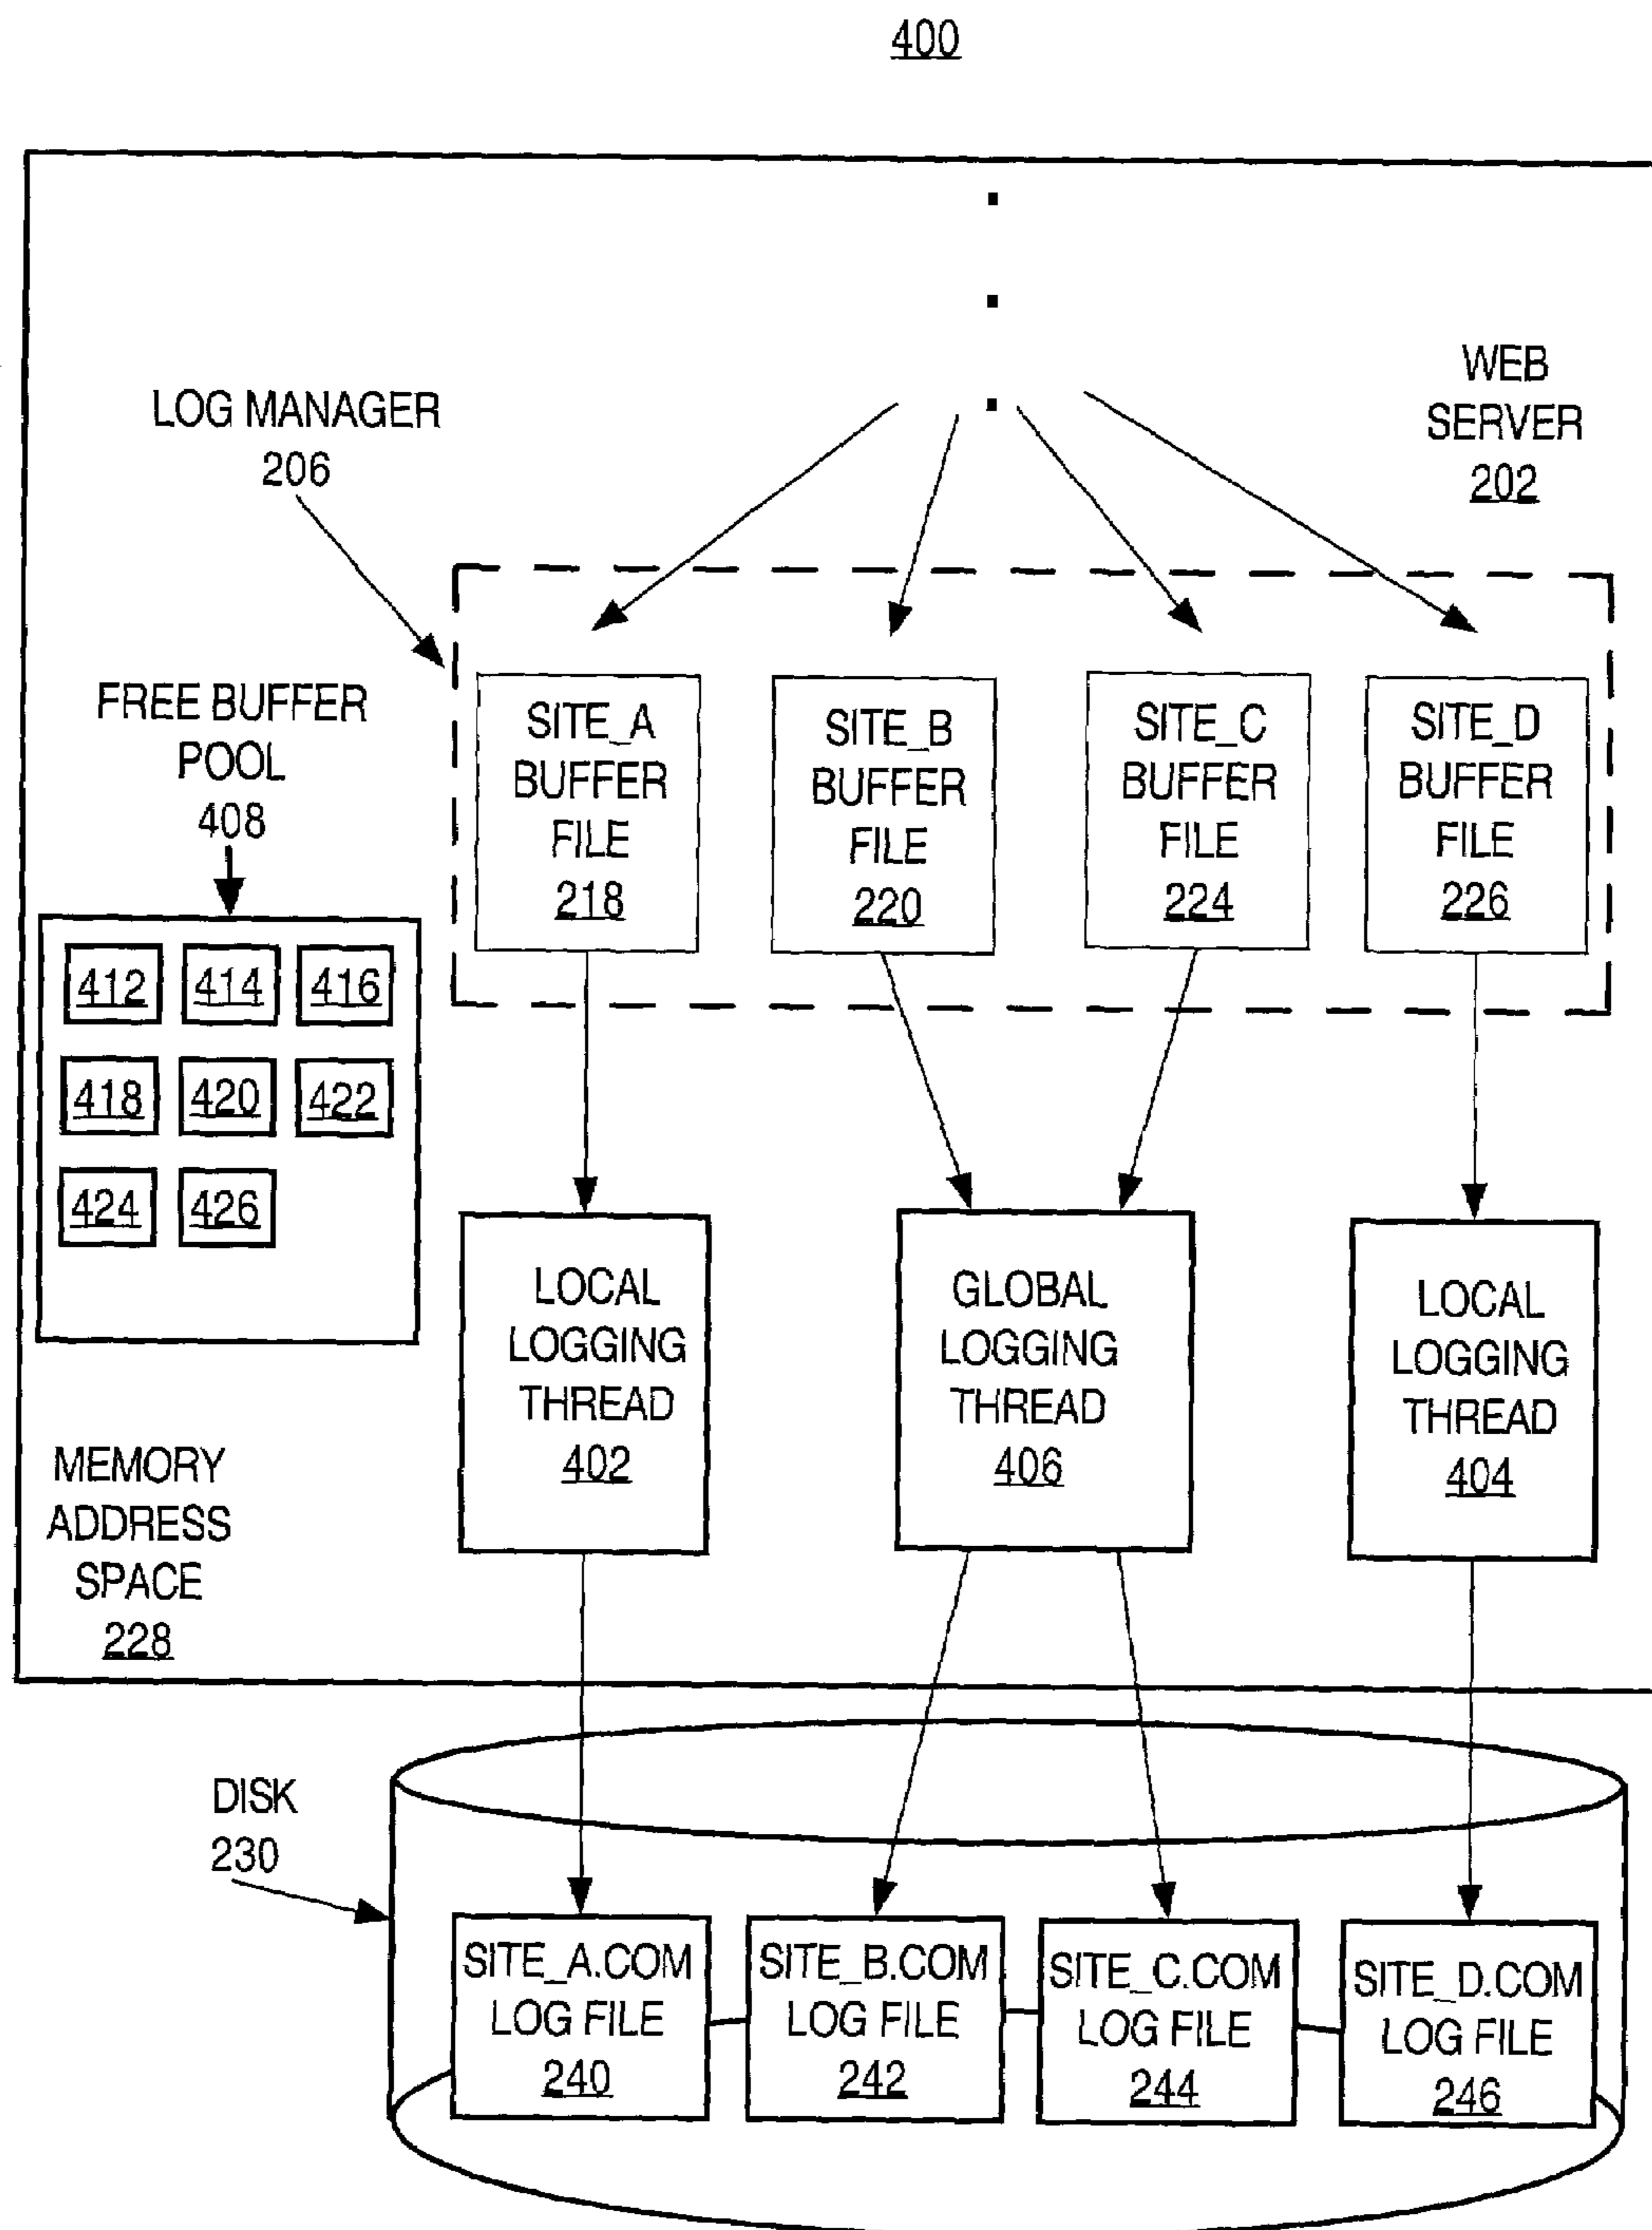 400
WEB
SERVER
202
LOG MANAGER
206
FREE BUFFER
POOL
408
SITE_A
BUFFER
FILE
218
SITE_B
BUFFER
FILE
220
SITE_C
BUFFER
FILE
224
SITE_D
BUFFER
FILE
226
412 414 416
418 420 422
424 426
LOCAL
LOGGING
THREAD
402
GLOBAL
LOGGING
THREAD
406
LOCAL
LOGGING
THREAD
404
MEMORY
ADDRESS
SPACE
228
DISK
230
SITE_A.COM
LOG FILE
240
SITE_B.COM
LOG FILE
242
SITE_C.COM
LOG FILE
244
SITE_D.COM
LOG FILE
246